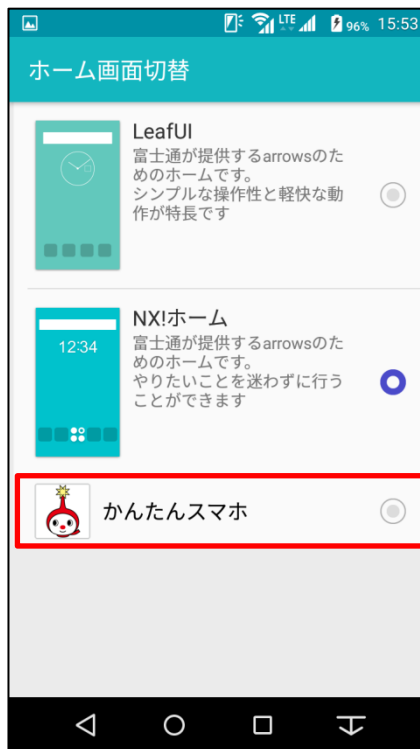 LTE 96% 15:53
ホーム画面切替
LeafUI
富士通が提供するarrowsのた
めのホームです。
シンプルな操作性と軽快な動
作が特長です
12:34
NX!ホーム
富士通が提供するarrowsのた
めのホームです。
やりたいことを迷わずに行う
ことができます
かんたんスマホ